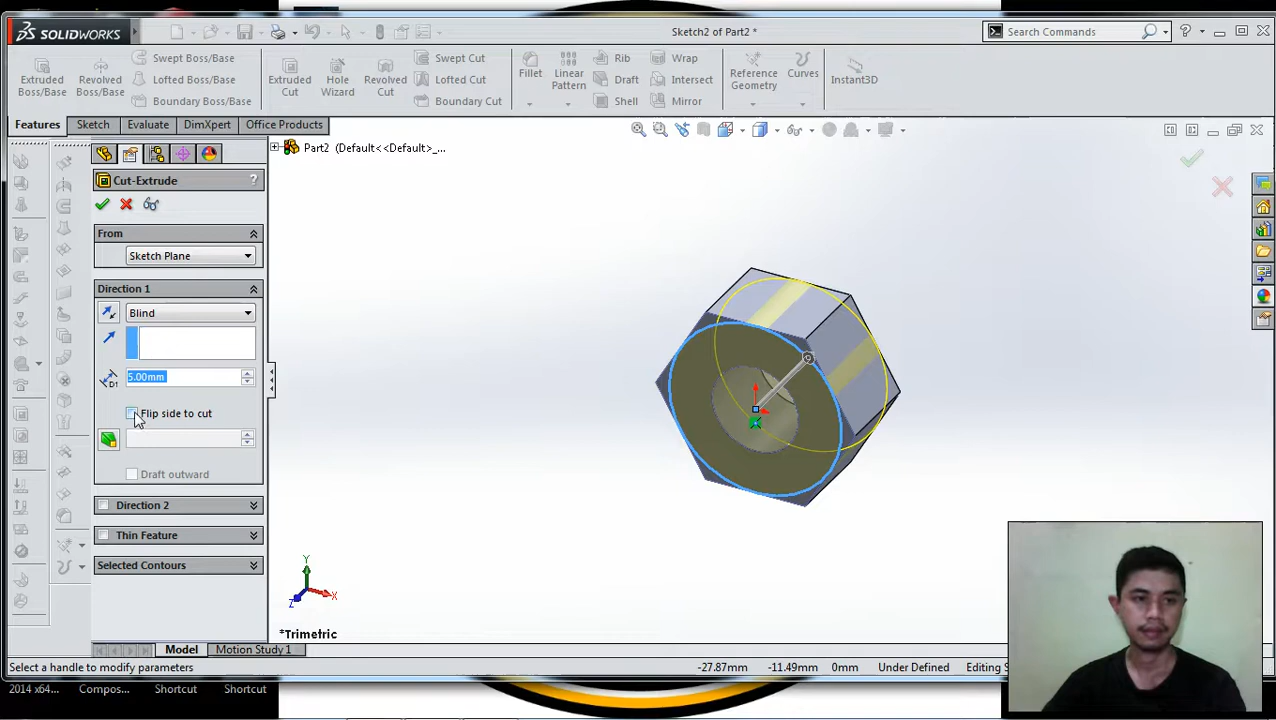 SOLIDWORKS
Sketch2 of Part2 *
Search Commands
Extruded Boss/Base
Revolved Boss/Base
Swept Boss/Base
Lofted Boss/Base
Boundary Boss/Base
Extruded Cut
Hole Wizard
Revolved Cut
Swept Cut
Lofted Cut
Boundary Cut
Fillet
Linear Pattern
Rib
Draft
Shell
Wrap
Intersect
Mirror
Reference Geometry
Curves
Instant3D
Features
Sketch
Evaluate
DimXpert
Office Products
Part2 (Default<<Default>_...
Cut-Extrude
?
From
Sketch Plane
Direction 1
Blind
D1
5.00mm
Flip side to cut
Draft outward
Direction 2
Thin Feature
Selected Contours
Y
X
Z
*Trimetric
Model
Motion Study 1
Select a handle to modify parameters
-27.87mm
-11.49mm
0mm
Under Defined
Editing S
2014 x64...
Compos...
Shortcut
Shortcut